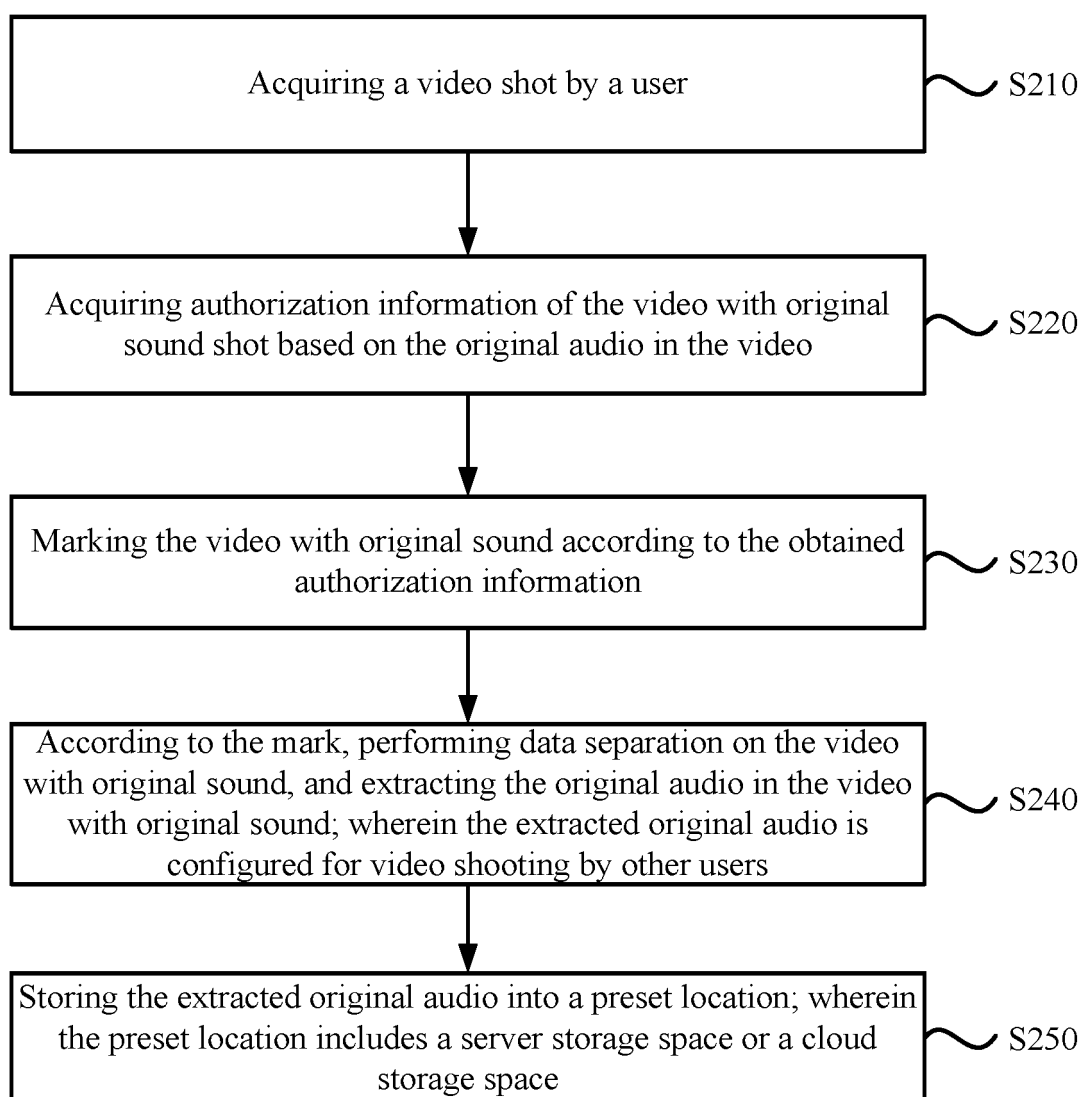 Acquiring a video shot by a user
S210
Acquiring authorization information of the video with original
sound shot based on the original audio in the video
S220
Marking the video with original sound according to the obtained
authorization information
S230
According to the mark, performing data separation on the video
with original sound, and extracting the original audio in the video
with original sound; wherein the extracted original audio is
configured for video shooting by other users
S240
Storing the extracted original audio into a preset location; wherein
the preset location includes a server storage space or a cloud
storage space
S250